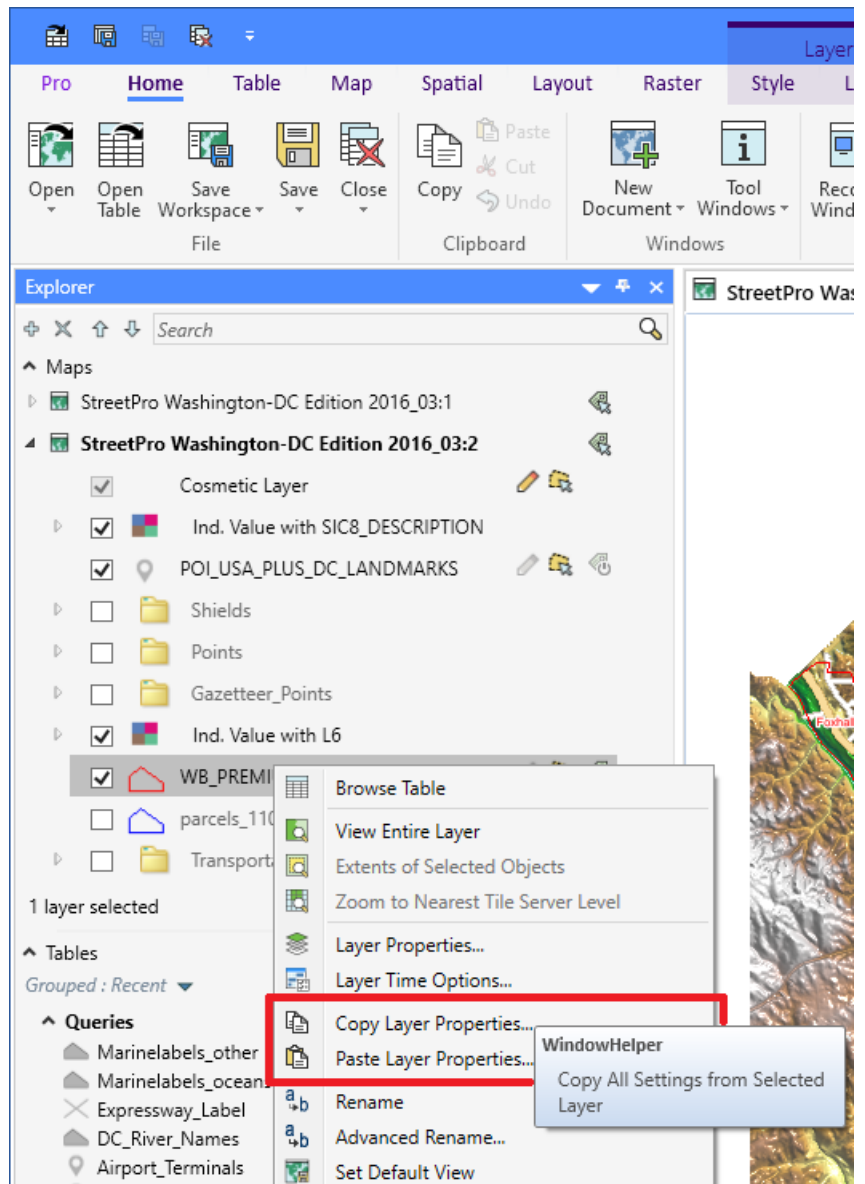 Layer
Pro Home Table Map Spatial Layout Raster Style L
Open Open Table Save Workspace Save Close Copy Paste Cut Undo New Document Tool Windows
File Clipboard Windows
Explorer
StreetPro Was
Search
Maps
StreetPro Washington-DC Edition 2016_03:1
StreetPro Washington-DC Edition 2016_03:2
Cosmetic Layer
Ind. Value with SIC8_DESCRIPTION
POI_USA_PLUS_DC_LANDMARKS
Shields
Points
Gazetteer_Points
Ind. Value with L6
Foxhall
WB_PREMI
Browse Table
parcels_110
View Entire Layer
Transporta
Extents of Selected Objects
Zoom to Nearest Tile Server Level
1 layer selected
Layer Properties...
Tables
Layer Time Options...
Grouped : Recent
Queries
Copy Layer Properties...
Marinelabels_other
Paste Layer Properties...
WindowHelper
Copy All Settings from Selected
Layer
Marinelabels_oceans
Rename
Expressway_Label
Advanced Rename...
DC_River_Names
Set Default View
Airport_Terminals